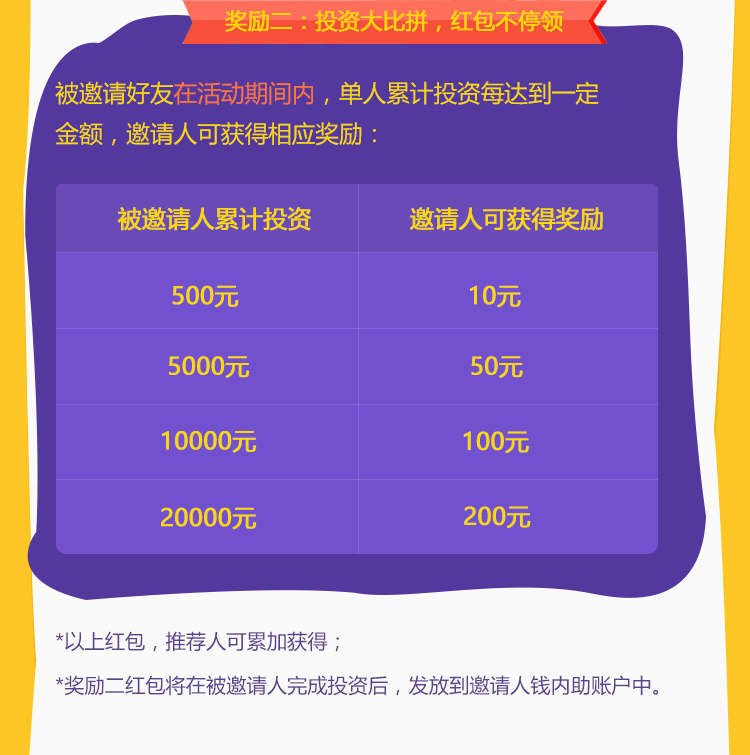 奖励二：投资大比拼，红包不停领
被邀请好友在活动期间内，单人累计投资每达到一定
金额，邀请人可获得相应奖励：
被邀请人累计投资 邀请人可获得奖励
500元 10元
5000元 50元
10000元 100元
20000元 200元
*以上红包，推荐人可累加获得；
*奖励二红包将在被邀请人完成投资后，发放到邀请人钱内助账户中。